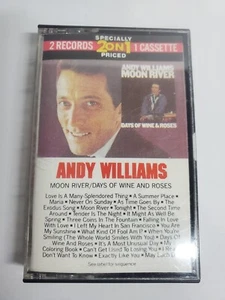 SPECIALLY
2 RECORDS 2 ON 1 1 CASSETTE
PRICED
ANDY WILLIAMS
MOON RIVER
DAYS OF WINE & ROSES
ANDY WILLIAMS
MOON RIVER/DAYS OF WINE AND ROSES
Love Is A Many-Splendored Thing • A Summer Place •
Maria • Never On Sunday • As Time Goes By • The
Exodus Song • Moon River • Tonight • The Second Time
Around • Tender Is The Night • It Might As Well Be
Spring • Three Coins In The Fountain • Falling In Love
With Love • I Left My Heart In San Francisco • You Are
My Sunshine • What Kind Of Fool Am I? • When You're
Smiling (The Whole World Smiles With You) • Days Of
Wine And Roses • It's A Most Unusual Day • My
Coloring Book • Can't Get Used To Losing You • I Really
Don't Want To Know • Exactly Like You • May Each Day
See other for sequence